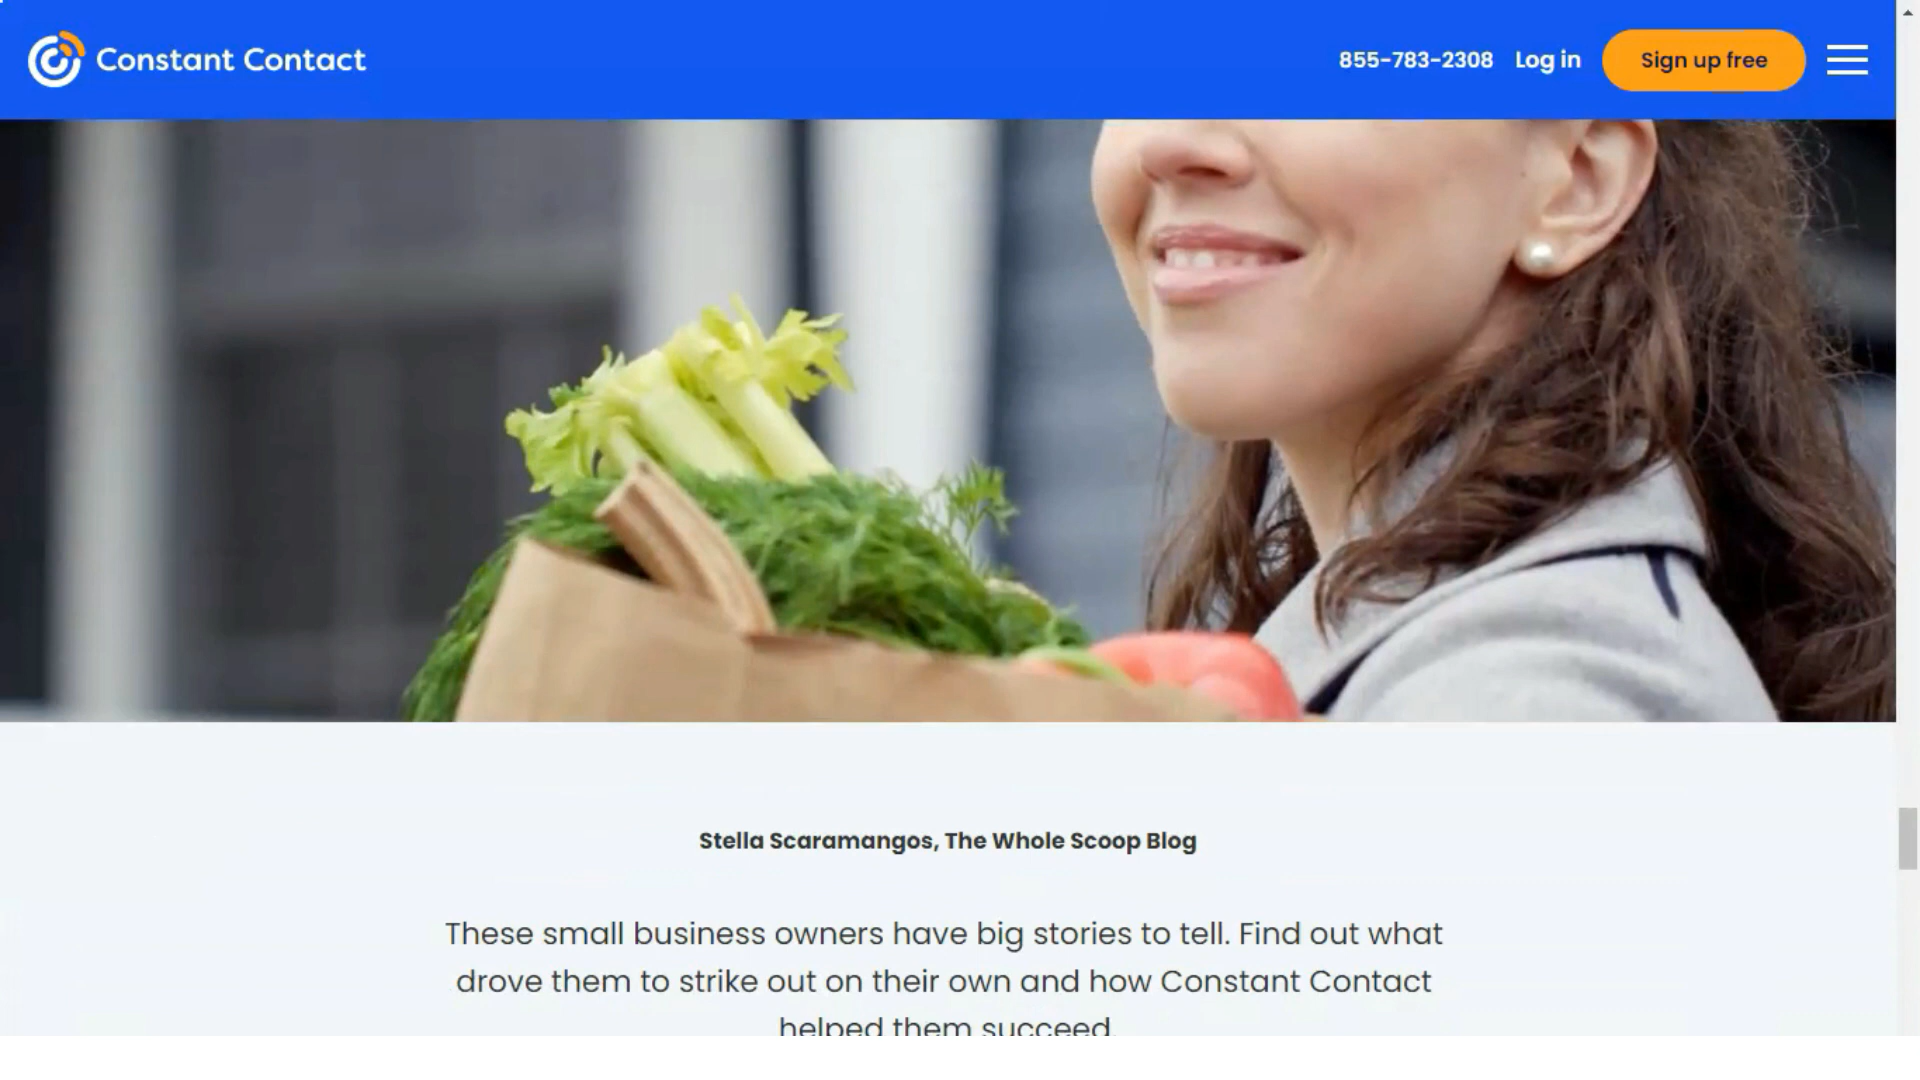 Constant Contact
855-783-2308 Log in Sign up free
Stella Scaramangos, The Whole Scoop Blog
These small business owners have big stories to tell. Find out what
drove them to strike out on their own and how Constant Contact
helped them succeed.